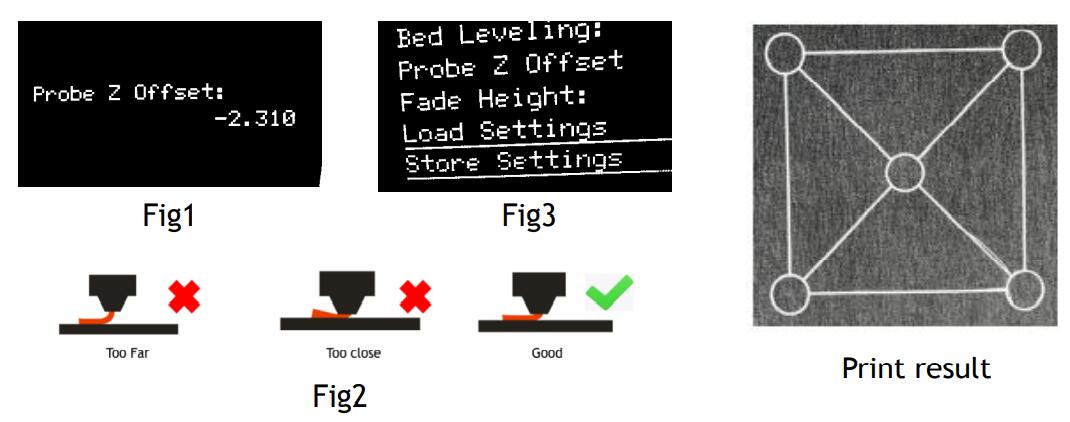 Probe Z Offset:
-2.310
Fig1
Bed Leveling:
Probe Z Offset
Fade Height:
Load Settings
Store Settings
Fig3
Too Far
Too close
Good
Fig2
Print result